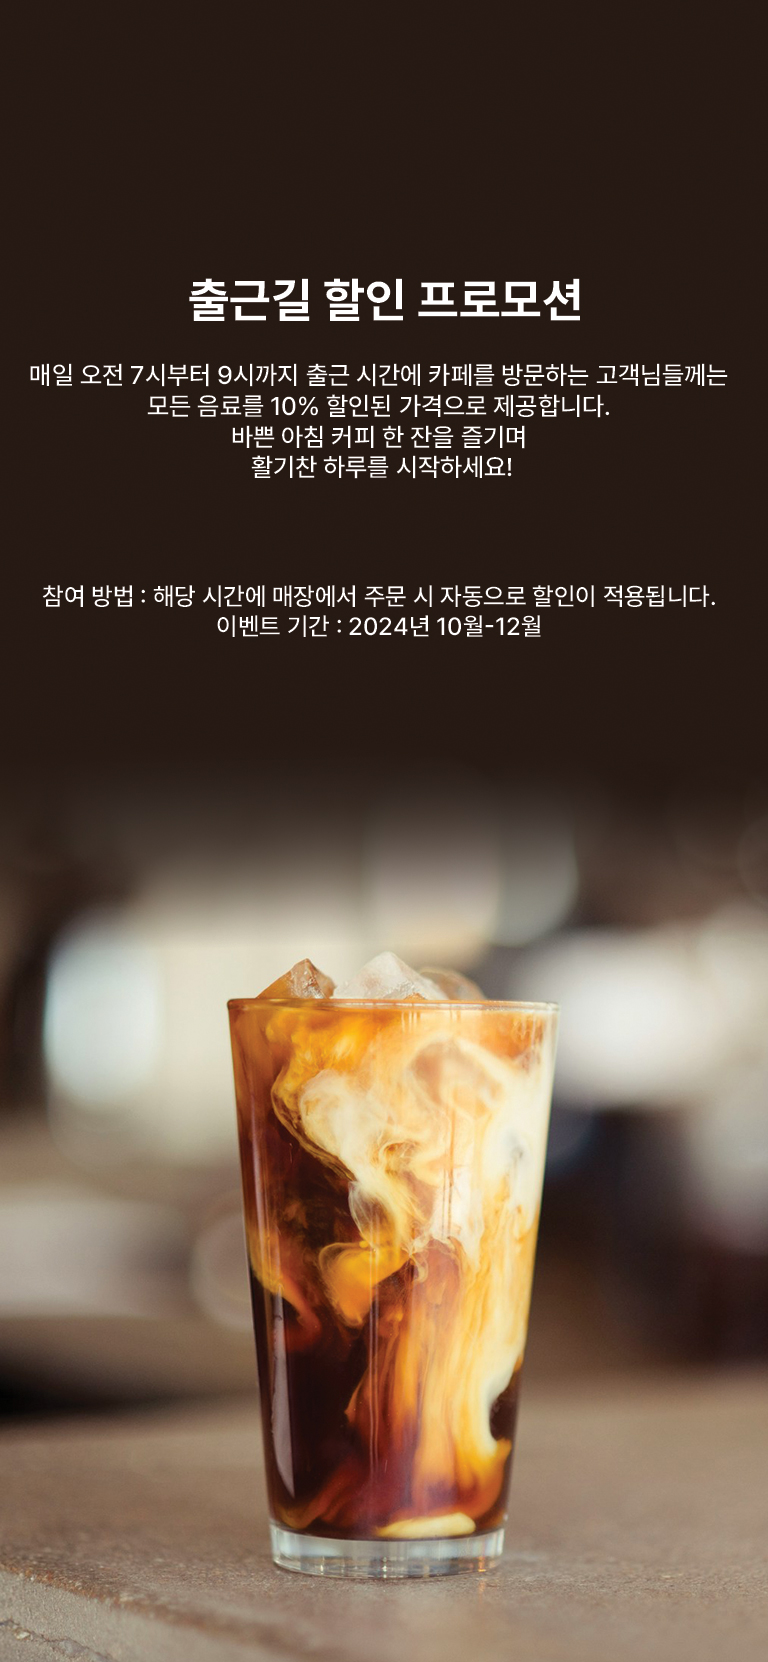 출근길 할인 프로모션
매일 오전 7시부터 9시까지 출근 시간에 카페를 방문하는 고객님들께는
모든 음료를 10% 할인된 가격으로 제공합니다.
바쁜 아침 커피 한 잔을 즐기며
활기찬 하루를 시작하세요!
참여 방법 : 해당 시간에 매장에서 주문 시 자동으로 할인이 적용됩니다.
이벤트 기간 : 2024년 10월-12월